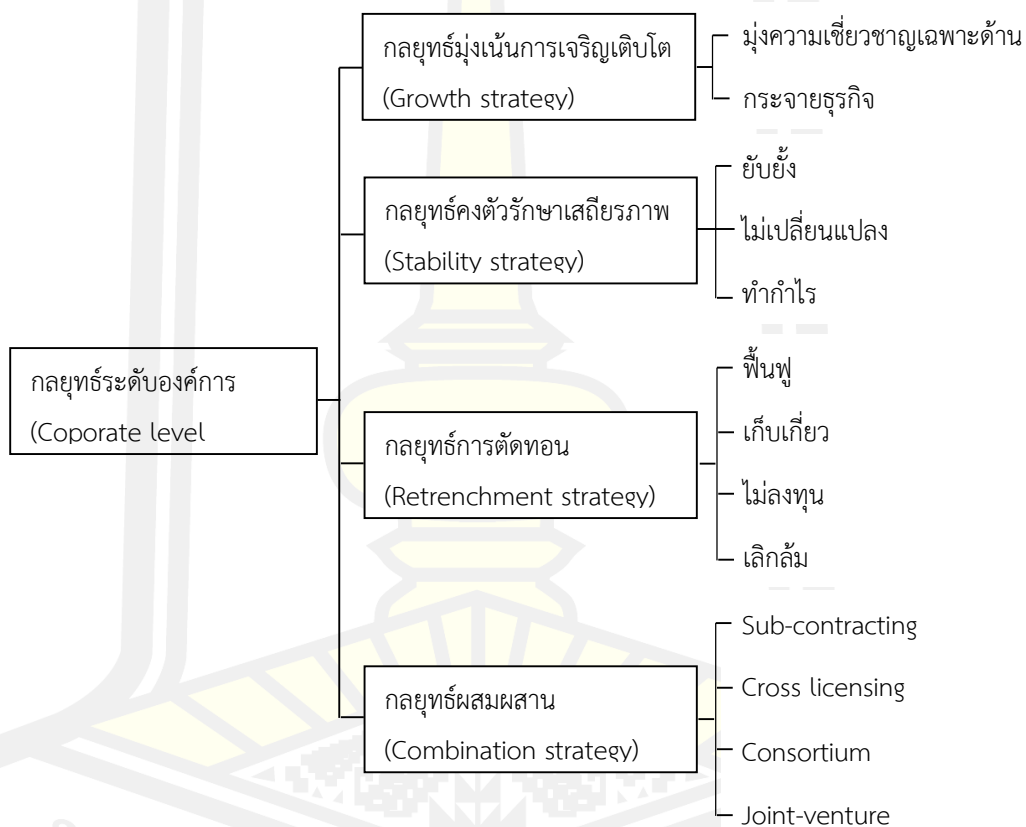 กลยุทธ์มุ่งเน้นการเจริญเติบโต
(Growth strategy)
มุ่งความเชี่ยวชาญเฉพาะด้าน
กระจายธุรกิจ
กลยุทธ์คงตัวรักษาเสถียรภาพ
(Stability strategy)
ยับยั้ง
ไม่เปลี่ยนแปลง
ทำกำไร
กลยุทธ์ระดับองค์การ
(Coporate level
กลยุทธ์การตัดทอน
(Retrenchment strategy)
ฟื้นฟู
เก็บเกี่ยว
ไม่ลงทุน
เลิกล้ม
กลยุทธ์ผสมผสาน
(Combination strategy)
Sub-contracting
Cross licensing
Consortium
Joint-venture